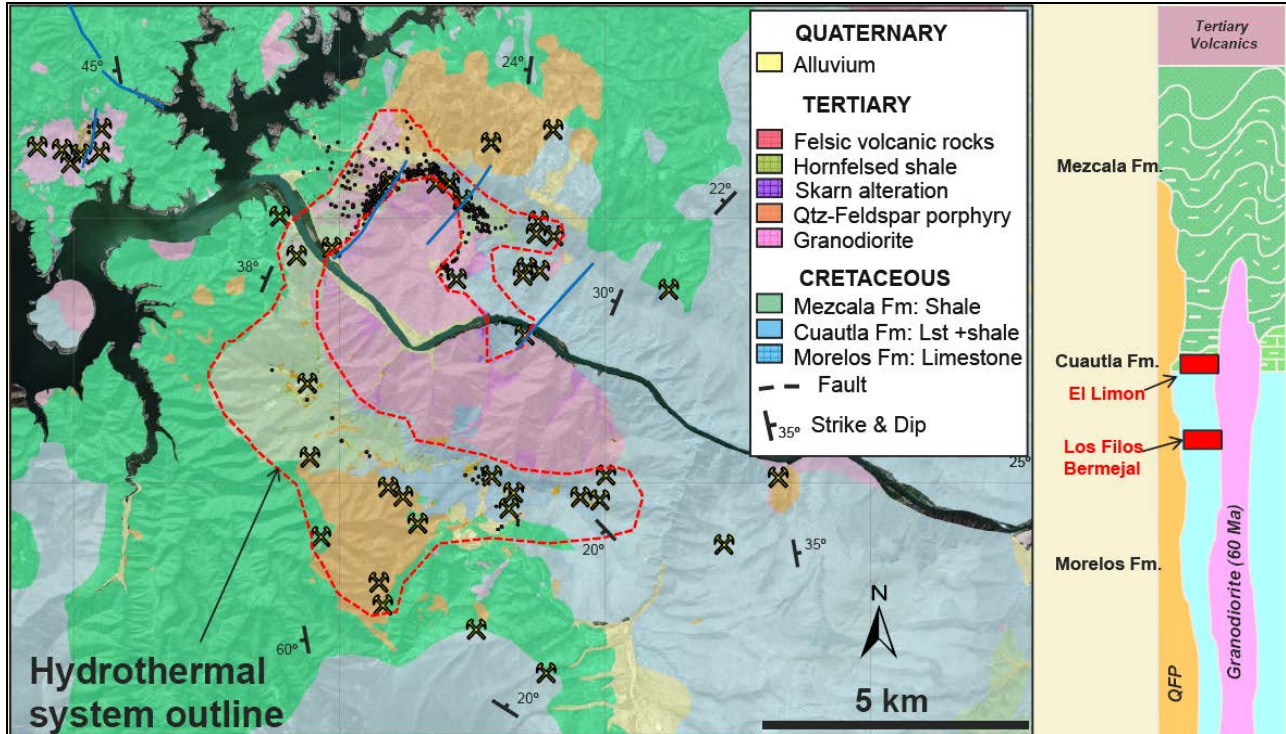 45°
24°
22°
38°
30°
25°
20°
35°
60°
20°
Hydrothermal
system outline
N
5 km
QUATERNARY
Alluvium
TERTIARY
Felsic volcanic rocks
Hornfelsed shale
Skarn alteration
Qtz-Feldspar porphyry
Granodiorite
CRETACEOUS
Mezcala Fm: Shale
Cuautla Fm: Lst +shale
Morelos Fm: Limestone
Fault
35° Strike & Dip
Tertiary
Volcanics
Mezcala Fm.
Cuautla Fm.
El Limon
Los Filos
Bermejal
Morelos Fm.
QFP
Granodiorite (60 Ma)